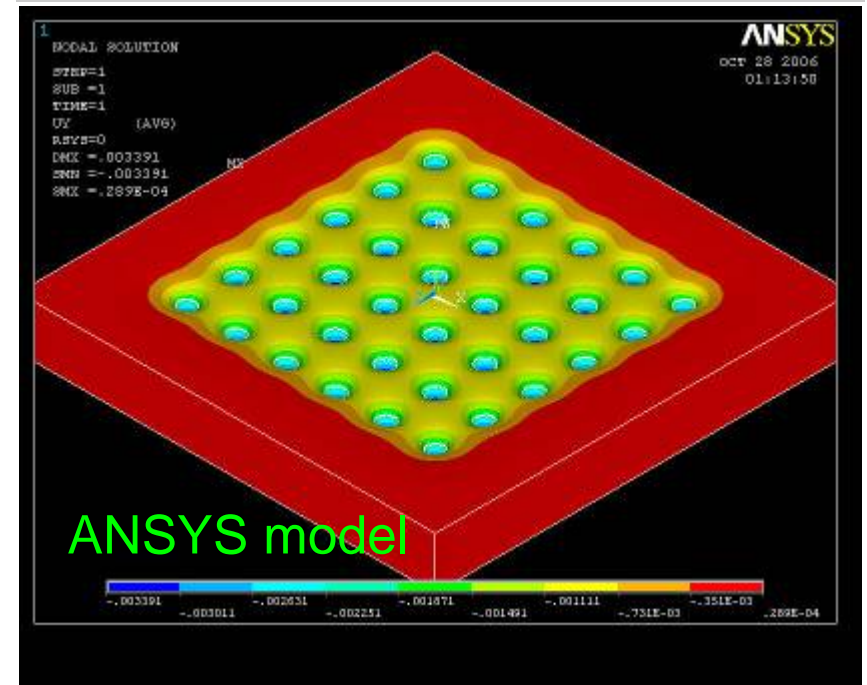 1
NODAL SOLUTION
STEP=1
SUB =1
TIME=1
UY (AVG)
RSYS=0
DMX =.003391
SMN =-.003391
SMX =.289E-04
ANSYS
OCT 28 2006
01:13:50
MX
MN
X
ANSYS model
-.003391
-.003011
-.002631
-.002251
-.001871
-.001491
-.001111
-.731E-03
-.351E-03
.289E-04